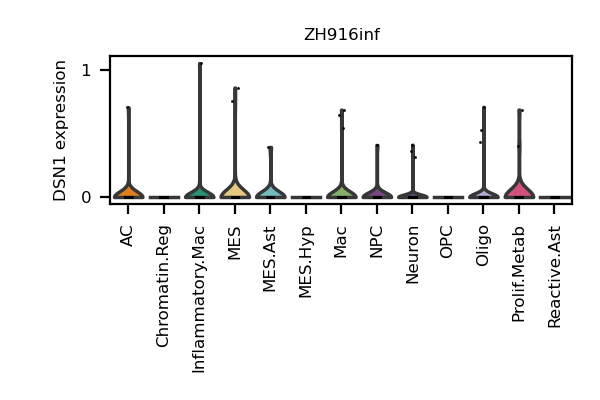 ZH916inf
DSN1 expression
1
0
AC
Chromatin.Reg
Inflammatory.Mac
MES
MES.Ast
MES.Hyp
Mac
NPC
Neuron
OPC
Oligo
Prolif.Metab
Reactive.Ast